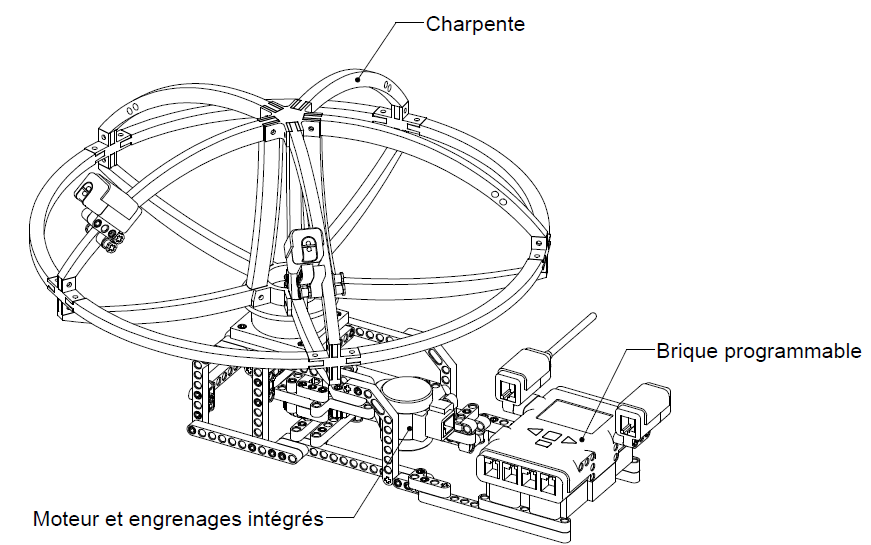 Charpente
Brique programmable
Moteur et engrenages intégrés